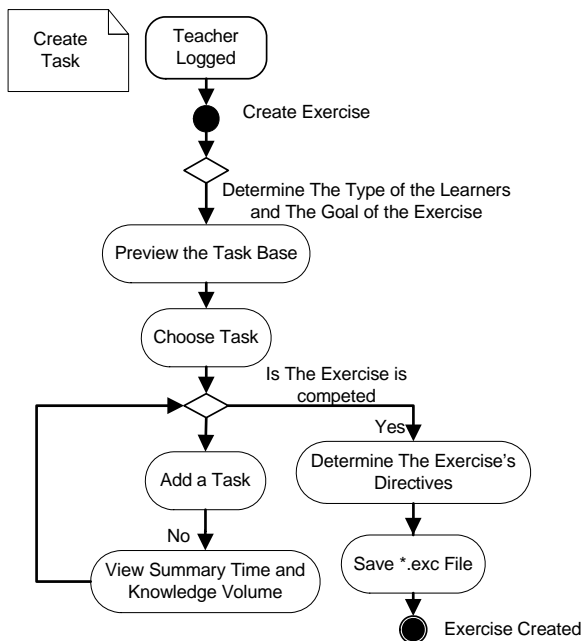 Create
Task
Teacher
Logged
Create Exercise
Determine The Type of the Learners
and The Goal of the Exercise
Preview the Task Base
Choose Task
Is The Exercise is
competed
Yes
Add a Task
Determine The Exercise's
Directives
No
View Summary Time and
Knowledge Volume
Save *.exc File
Exercise Created